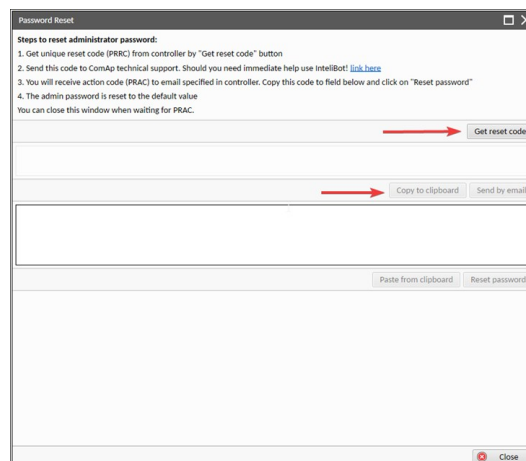 Password Reset
Steps to reset administrator password:
1. Get unique reset code (PRRC) from controller by "Get reset code" button
2. Send this code to ComAp technical support. Should you need immediate help use InteliBot! link here
3. You will receive action code (PRAC) to email specified in controller. Copy this code to field below and click on "Reset password"
4. The admin password is reset to the default value
You can close this window when waiting for PRAC.
Get reset code
Copy to clipboard Send by email
Paste from clipboard Reset password
Close